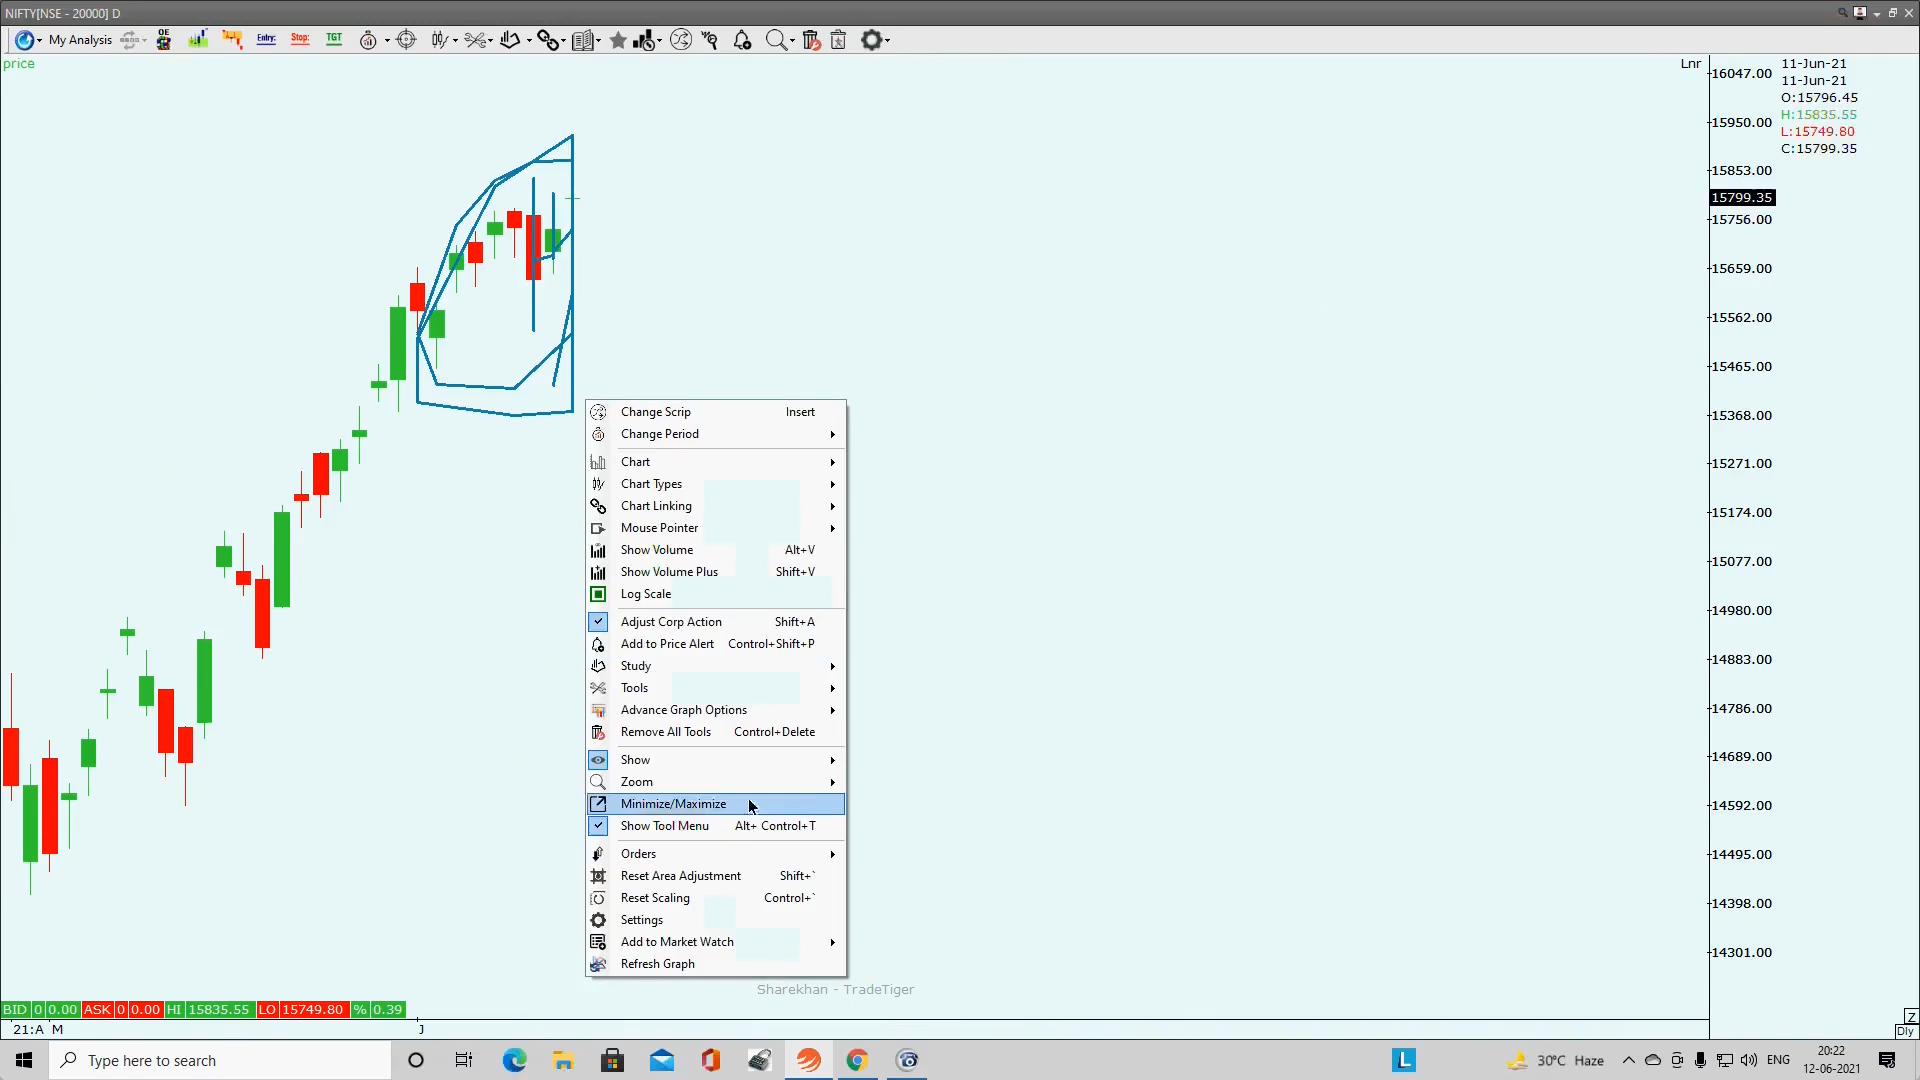 NIFTY[NSE - 20000] D
My Analysis
OE
Entry:
Stop:
TGT
price
Lnr
16047.00
15950.00
15853.00
15799.35
15756.00
15659.00
15562.00
15465.00
15368.00
15271.00
15174.00
15077.00
14980.00
14883.00
14786.00
14689.00
14592.00
14495.00
14398.00
14301.00
11-Jun-21
11-Jun-21
O:15796.45
H:15835.55
L:15749.80
C:15799.35
Change Scrip Insert
Change Period
Chart
Chart Types
Chart Linking
Mouse Pointer
Show Volume Alt+V
Show Volume Plus Shift+V
Log Scale
Adjust Corp Action Shift+A
Add to Price Alert Control+Shift+P
Study
Tools
Advance Graph Options
Remove All Tools Control+Delete
Show
Zoom
Minimize/Maximize
Show Tool Menu Alt+ Control+T
Orders
Reset Area Adjustment Shift+`
Reset Scaling Control+`
Settings
Add to Market Watch
Refresh Graph
Sharekhan - TradeTiger
BID 0 0.00 ASK 0 0.00 HI 15835.55 LO 15749.80 % 0.39
21:A M J
Z
Dly
Type here to search
L
30°C Haze
ENG
20:22
12-06-2021